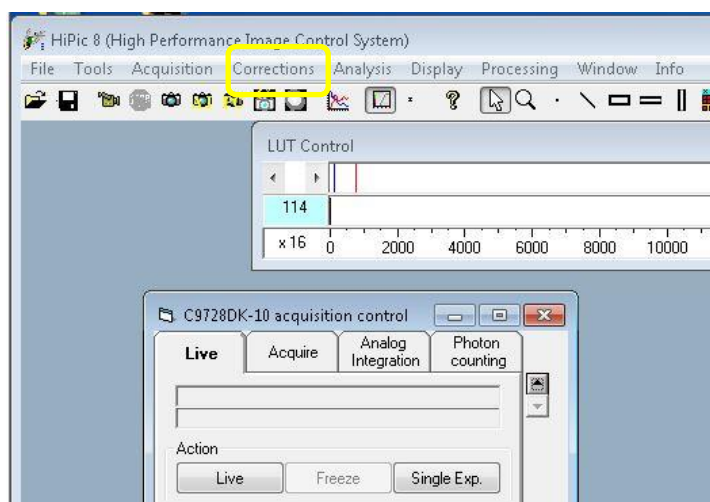 HiPic 8 (High Performance Image Control System)
File Tools Acquisition Corrections Analysis Display Processing Window Info
LUT Control
114
x 16 0 2000 4000 6000 8000 10000
C9728DK-10 acquisition control
Live Acquire Analog Integration Photon counting
Action
Live Freeze Single Exp.